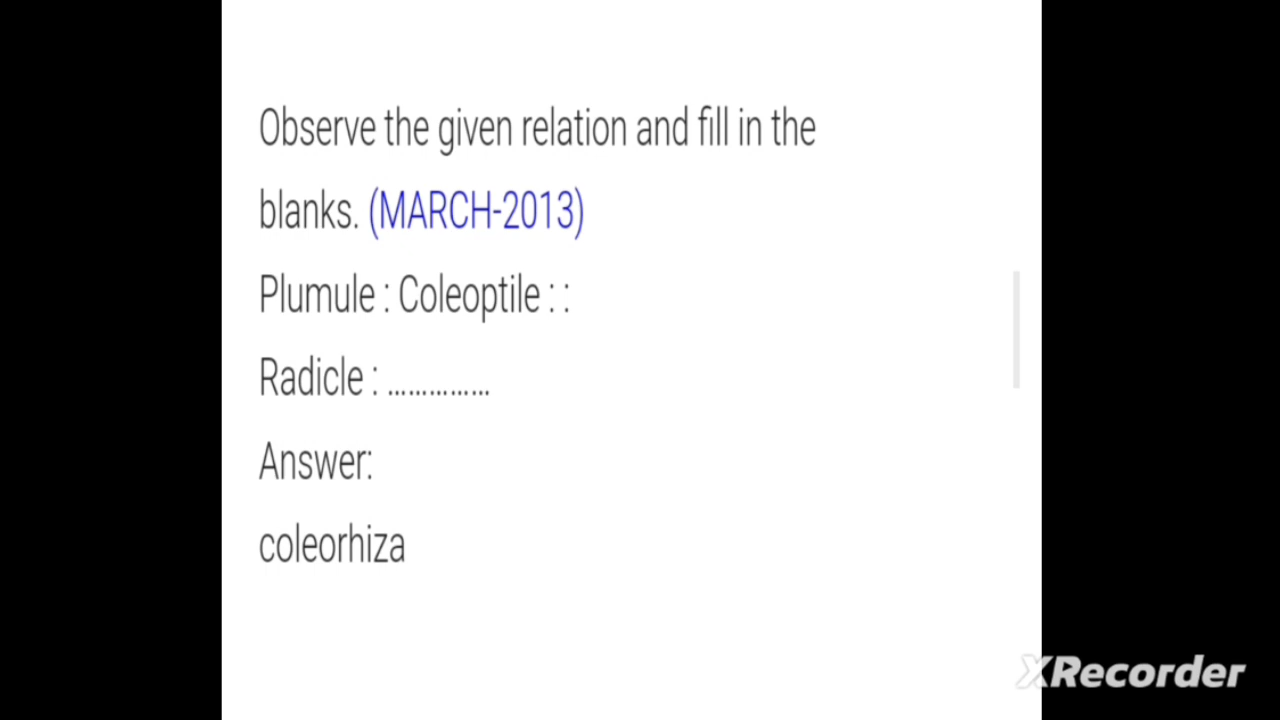 Observe the given relation and fill in the
blanks. (MARCH-2013)
Plumule : Coleoptile : :
Radicle : ……………
Answer:
coleorhiza
XRecorder